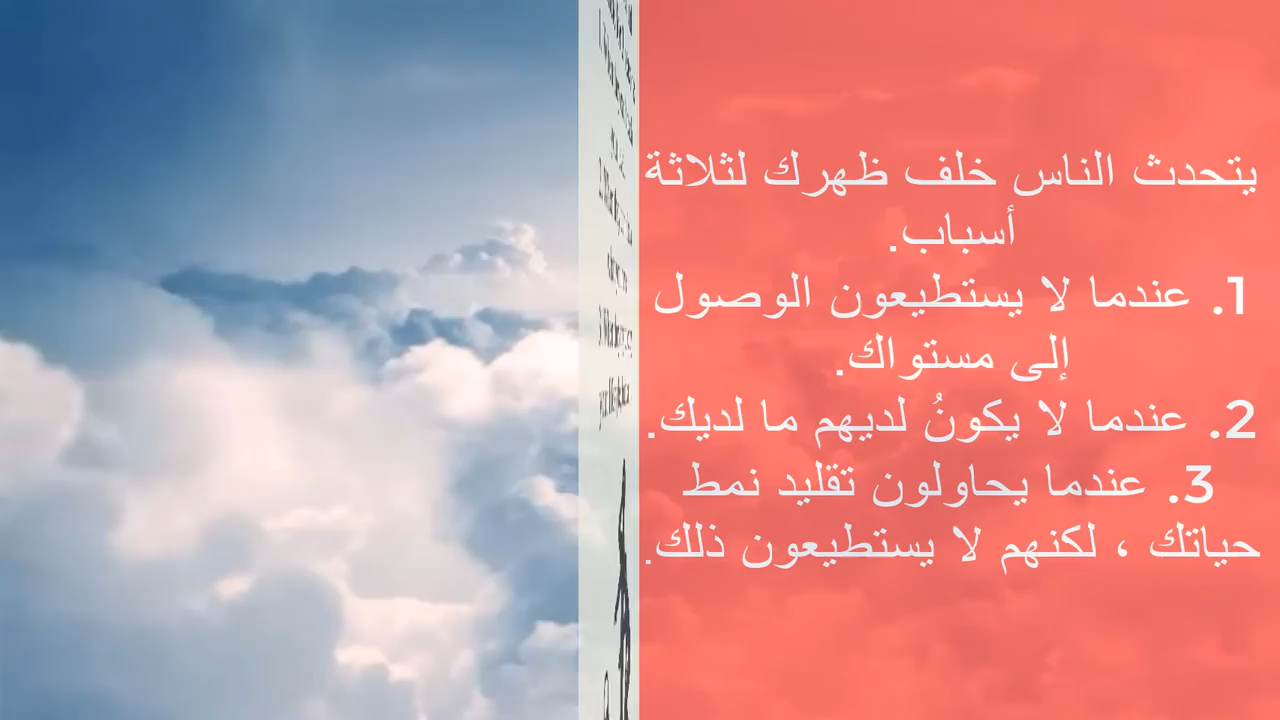 يتحدث الناس خلف ظهرك لثلاثة
أسباب.
1. عندما لا يستطيعون الوصول
إلى مستواك.
2. عندما لا يكونُ لديهم ما لديك.
3. عندما يحاولون تقليد نمط
حياتك ، لكنهم لا يستطيعون ذلك.